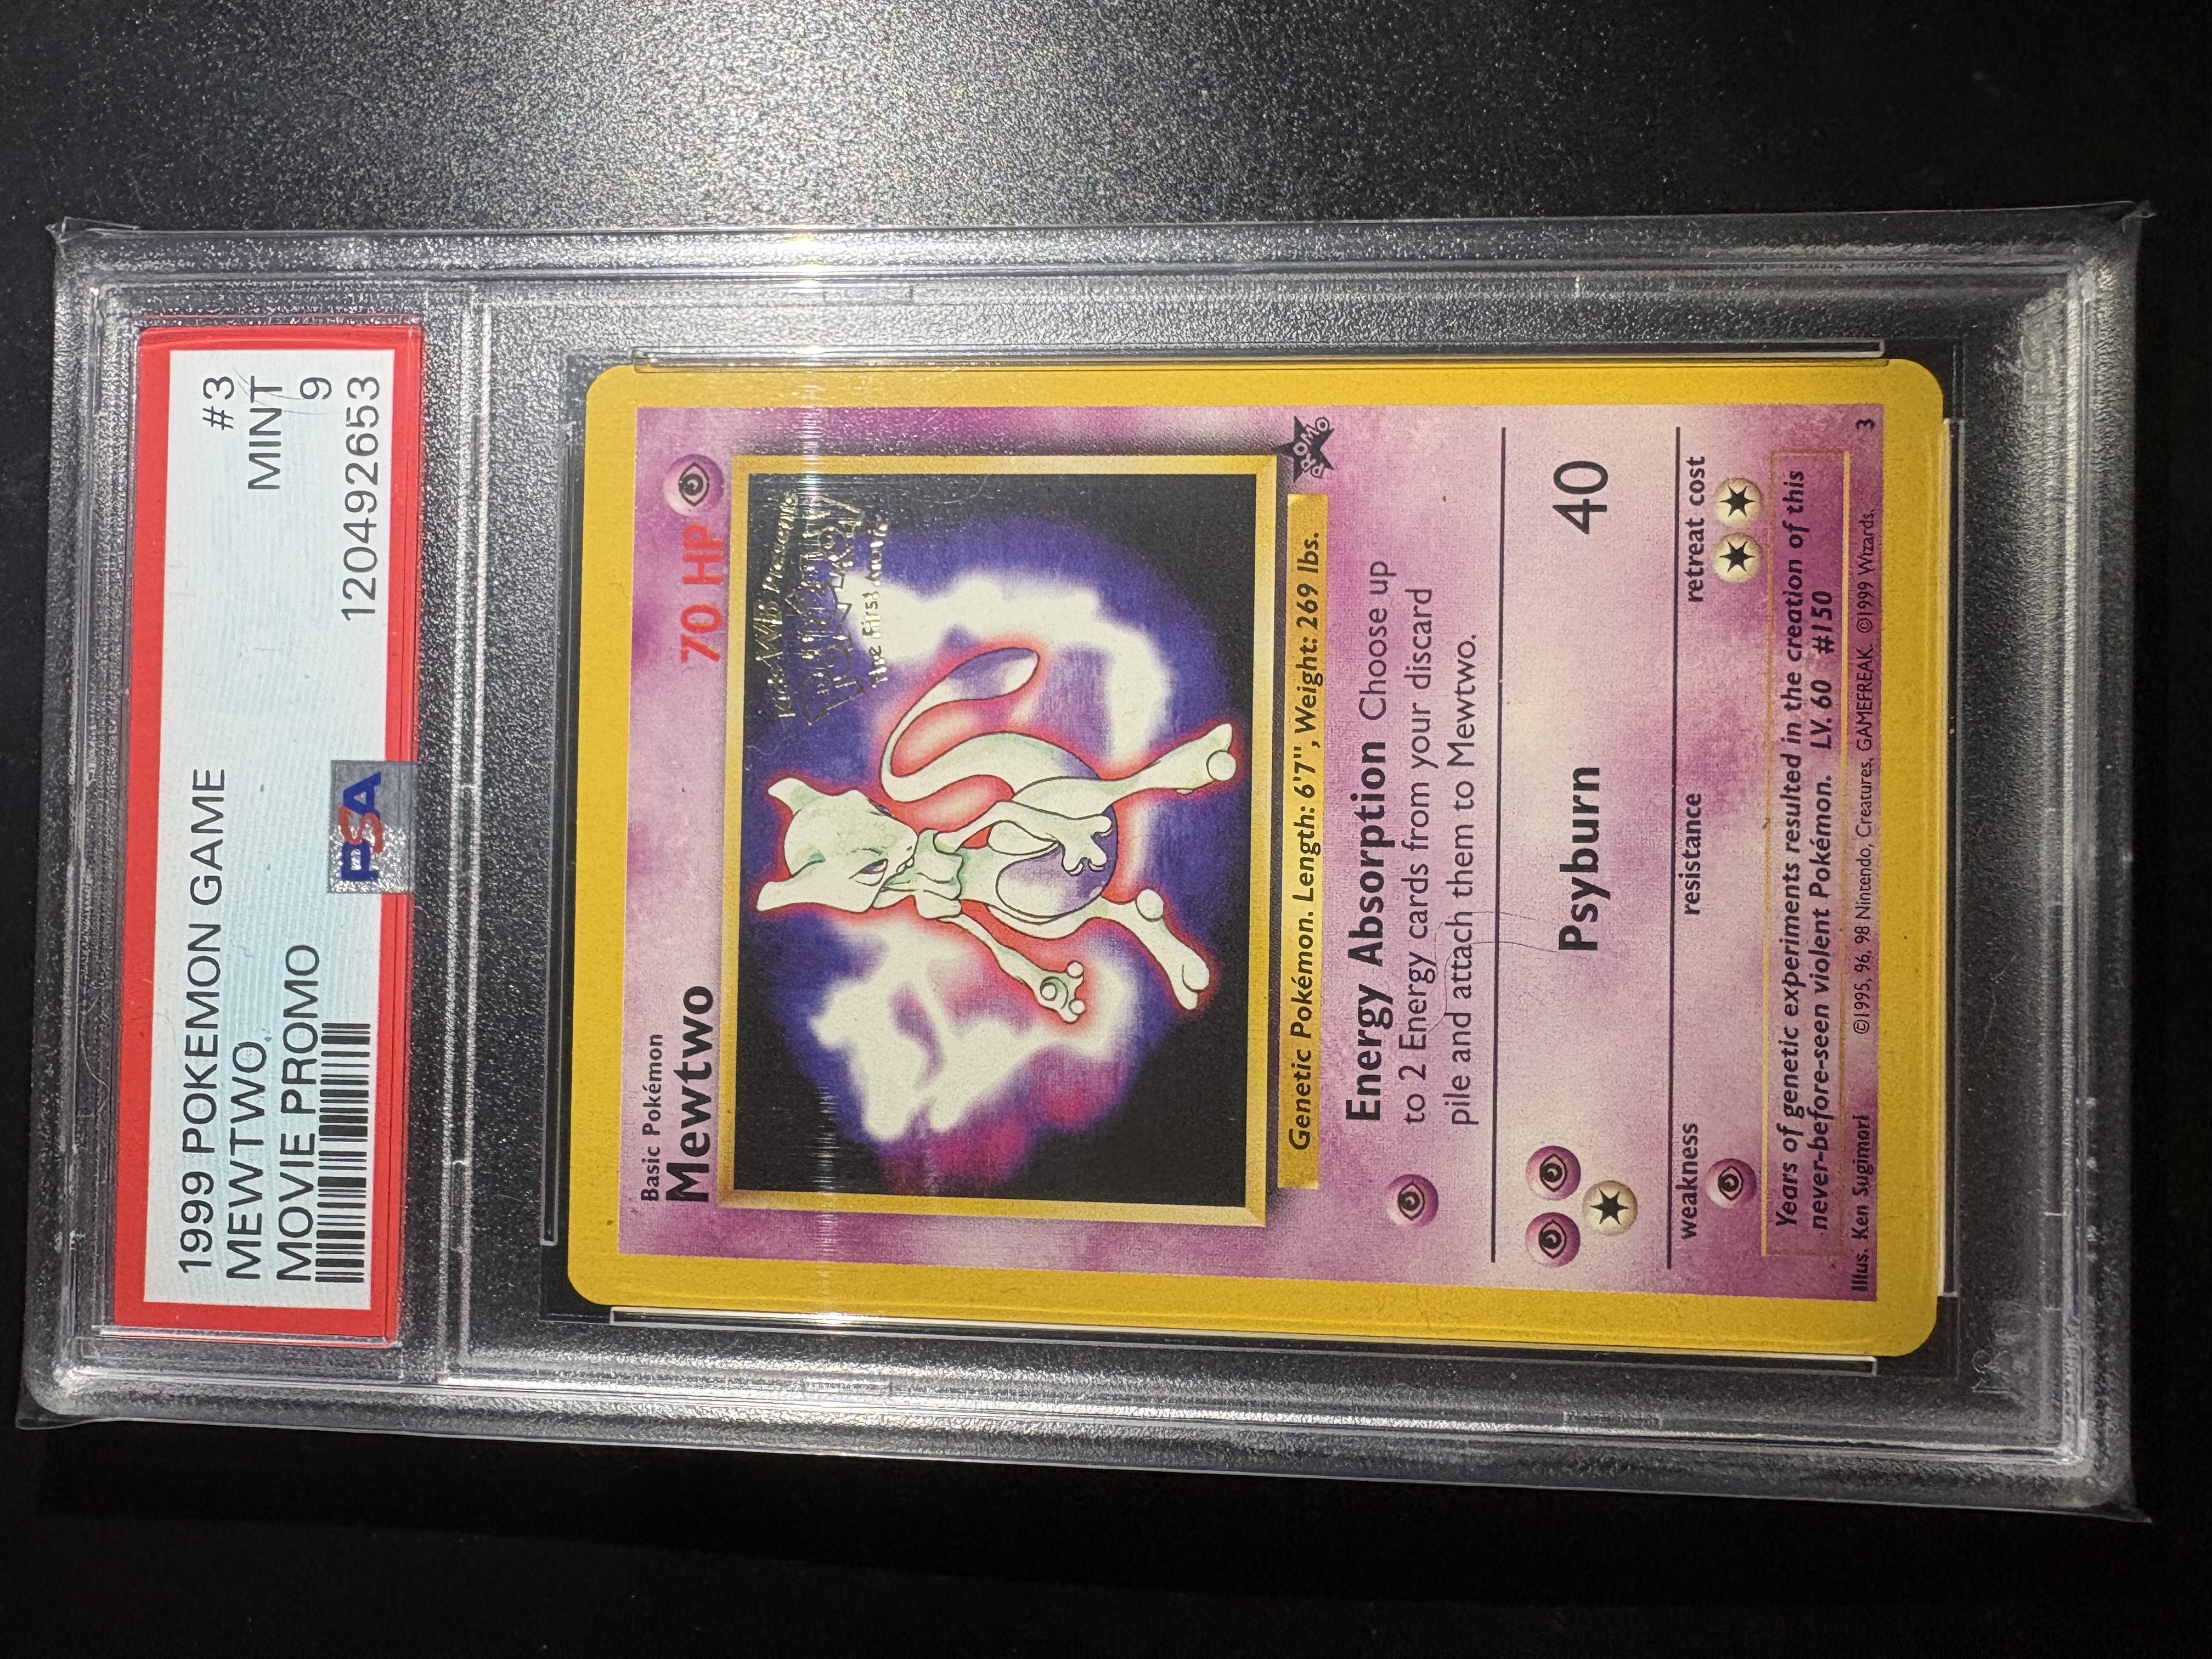 1999 POKEMON GAME #3
MEWTWO MINT
MOVIE PROMO 9
120492653
PSA
Basic Pokémon
Mewtwo 70 HP
Kids WB Presents
POKÉMON
The First Movie
PROMO
Genetic Pokémon. Length: 6'7", Weight: 269 lbs.
Energy Absorption Choose up
to 2 Energy cards from your discard
pile and attach them to Mewtwo.
Psyburn 40
weakness resistance retreat cost
Years of genetic experiments resulted in the creation of this
never-before-seen violent Pokémon. LV. 60 #150
Illus. Ken Sugimori ©1995, 96, 98 Nintendo, Creatures, GAMEFREAK. ©1999 Wizards. 3